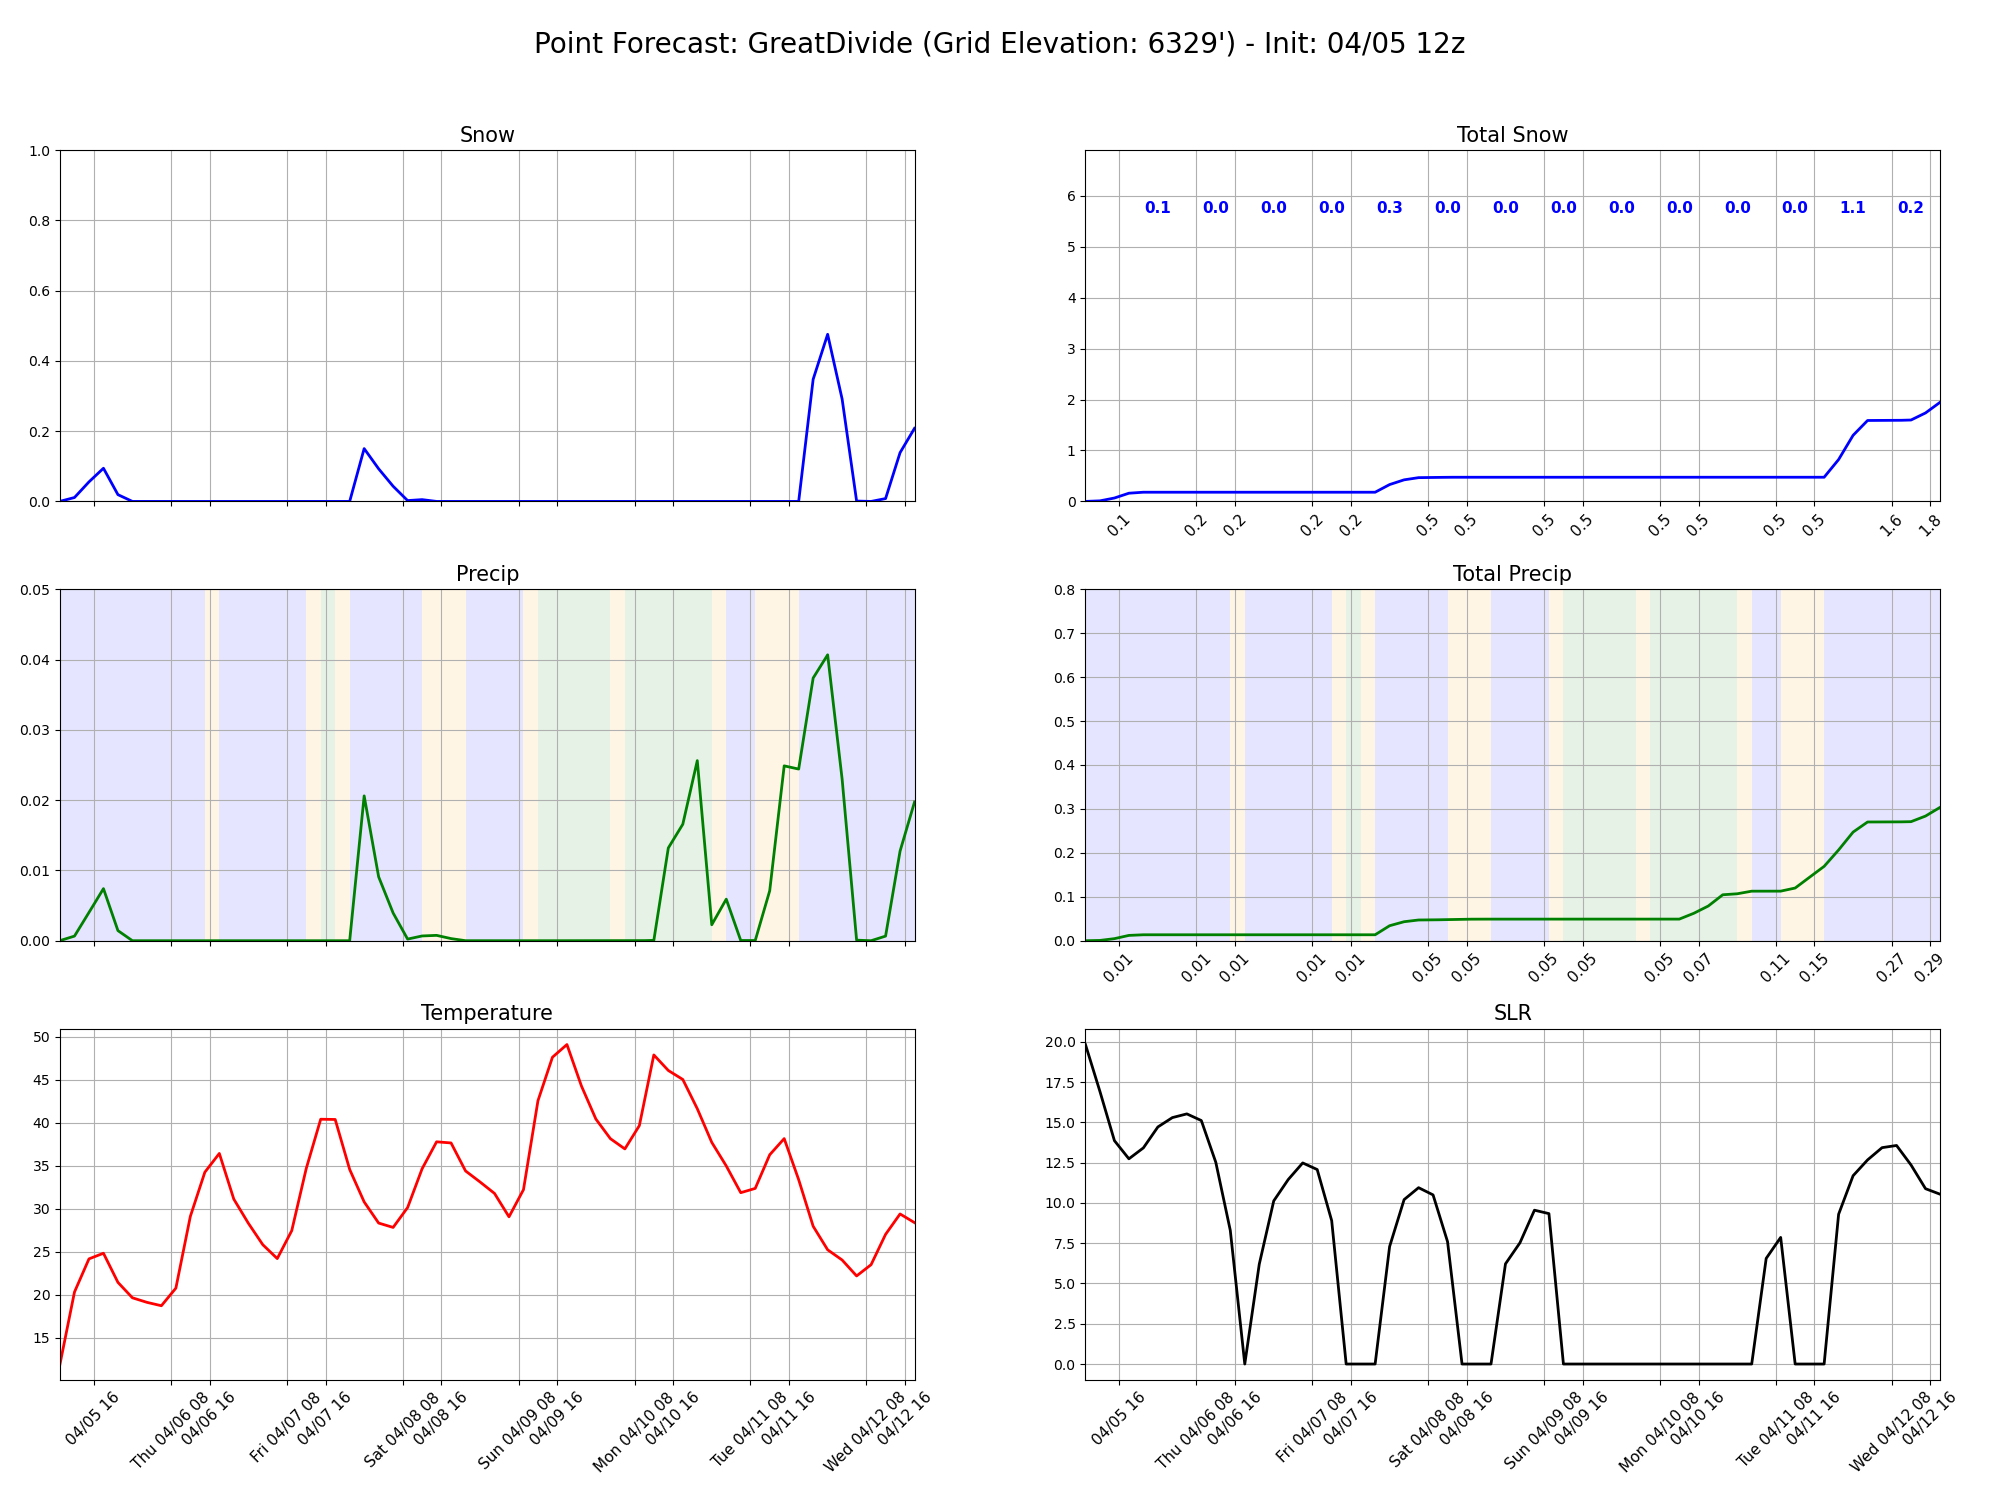 Point Forecast: GreatDivide (Grid Elevation: 6329') - Init: 04/05 12z
Snow
1.0
0.8
0.6
0.4
0.2
0.0
Total Snow
6
5
4
3
2
1
0
0.1 0.0 0.0 0.0 0.3 0.0 0.0 0.0 0.0 0.0 0.0 0.0 1.1 0.2
0.1 0.2 0.2 0.2 0.2 0.5 0.5 0.5 0.5 0.5 0.5 0.5 0.5 1.6 1.8
Precip
0.05
0.04
0.03
0.02
0.01
0.00
Total Precip
0.8
0.7
0.6
0.5
0.4
0.3
0.2
0.1
0.0
0.01 0.01 0.01 0.01 0.01 0.05 0.05 0.05 0.05 0.05 0.07 0.11 0.15 0.27 0.29
Temperature
50
45
40
35
30
25
20
15
04/05 16
Thu 04/06 08
04/06 16
Fri 04/07 08
04/07 16
Sat 04/08 08
04/08 16
Sun 04/09 08
04/09 16
Mon 04/10 08
04/10 16
Tue 04/11 08
04/11 16
Wed 04/12 08
04/12 16
SLR
20.0
17.5
15.0
12.5
10.0
7.5
5.0
2.5
0.0
04/05 16
Thu 04/06 08
04/06 16
Fri 04/07 08
04/07 16
Sat 04/08 08
04/08 16
Sun 04/09 08
04/09 16
Mon 04/10 08
04/10 16
Tue 04/11 08
04/11 16
Wed 04/12 08
04/12 16